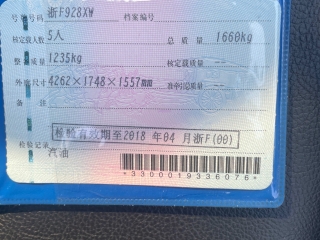 号牌号码 浙F928XW 档案编号
核定载人数 5人 总质量 1660kg
整备质量 1235kg 核定载质量 --
外廓尺寸 4262×1748×1557mm 准牵引总质量 --
备注
检验有效期至2018年04月浙F(00)
检验记录
汽油
*3300019336076*